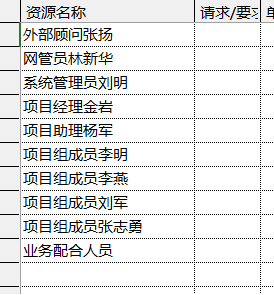 资源名称 请求/要求
外部顾问张扬
网管员林新华
系统管理员刘明
项目经理金岩
项目助理杨军
项目组成员李明
项目组成员李燕
项目组成员刘军
项目组成员张志勇
业务配合人员